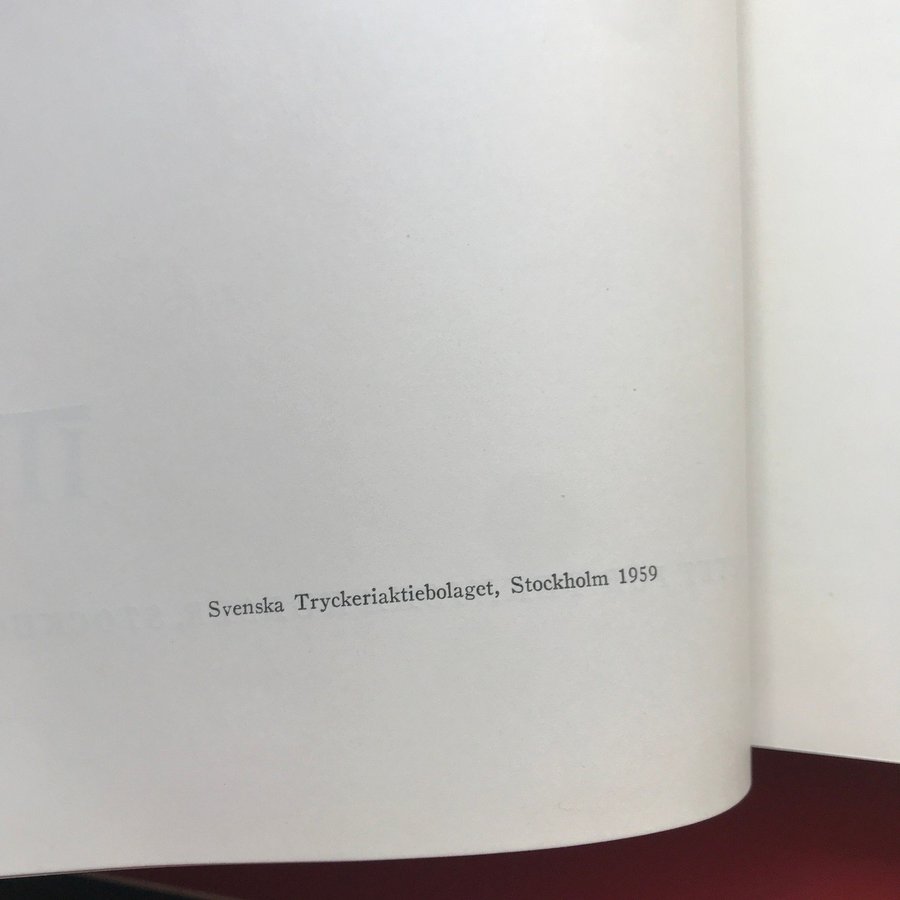 Svenska Tryckeriaktiebolaget, Stockholm 1959